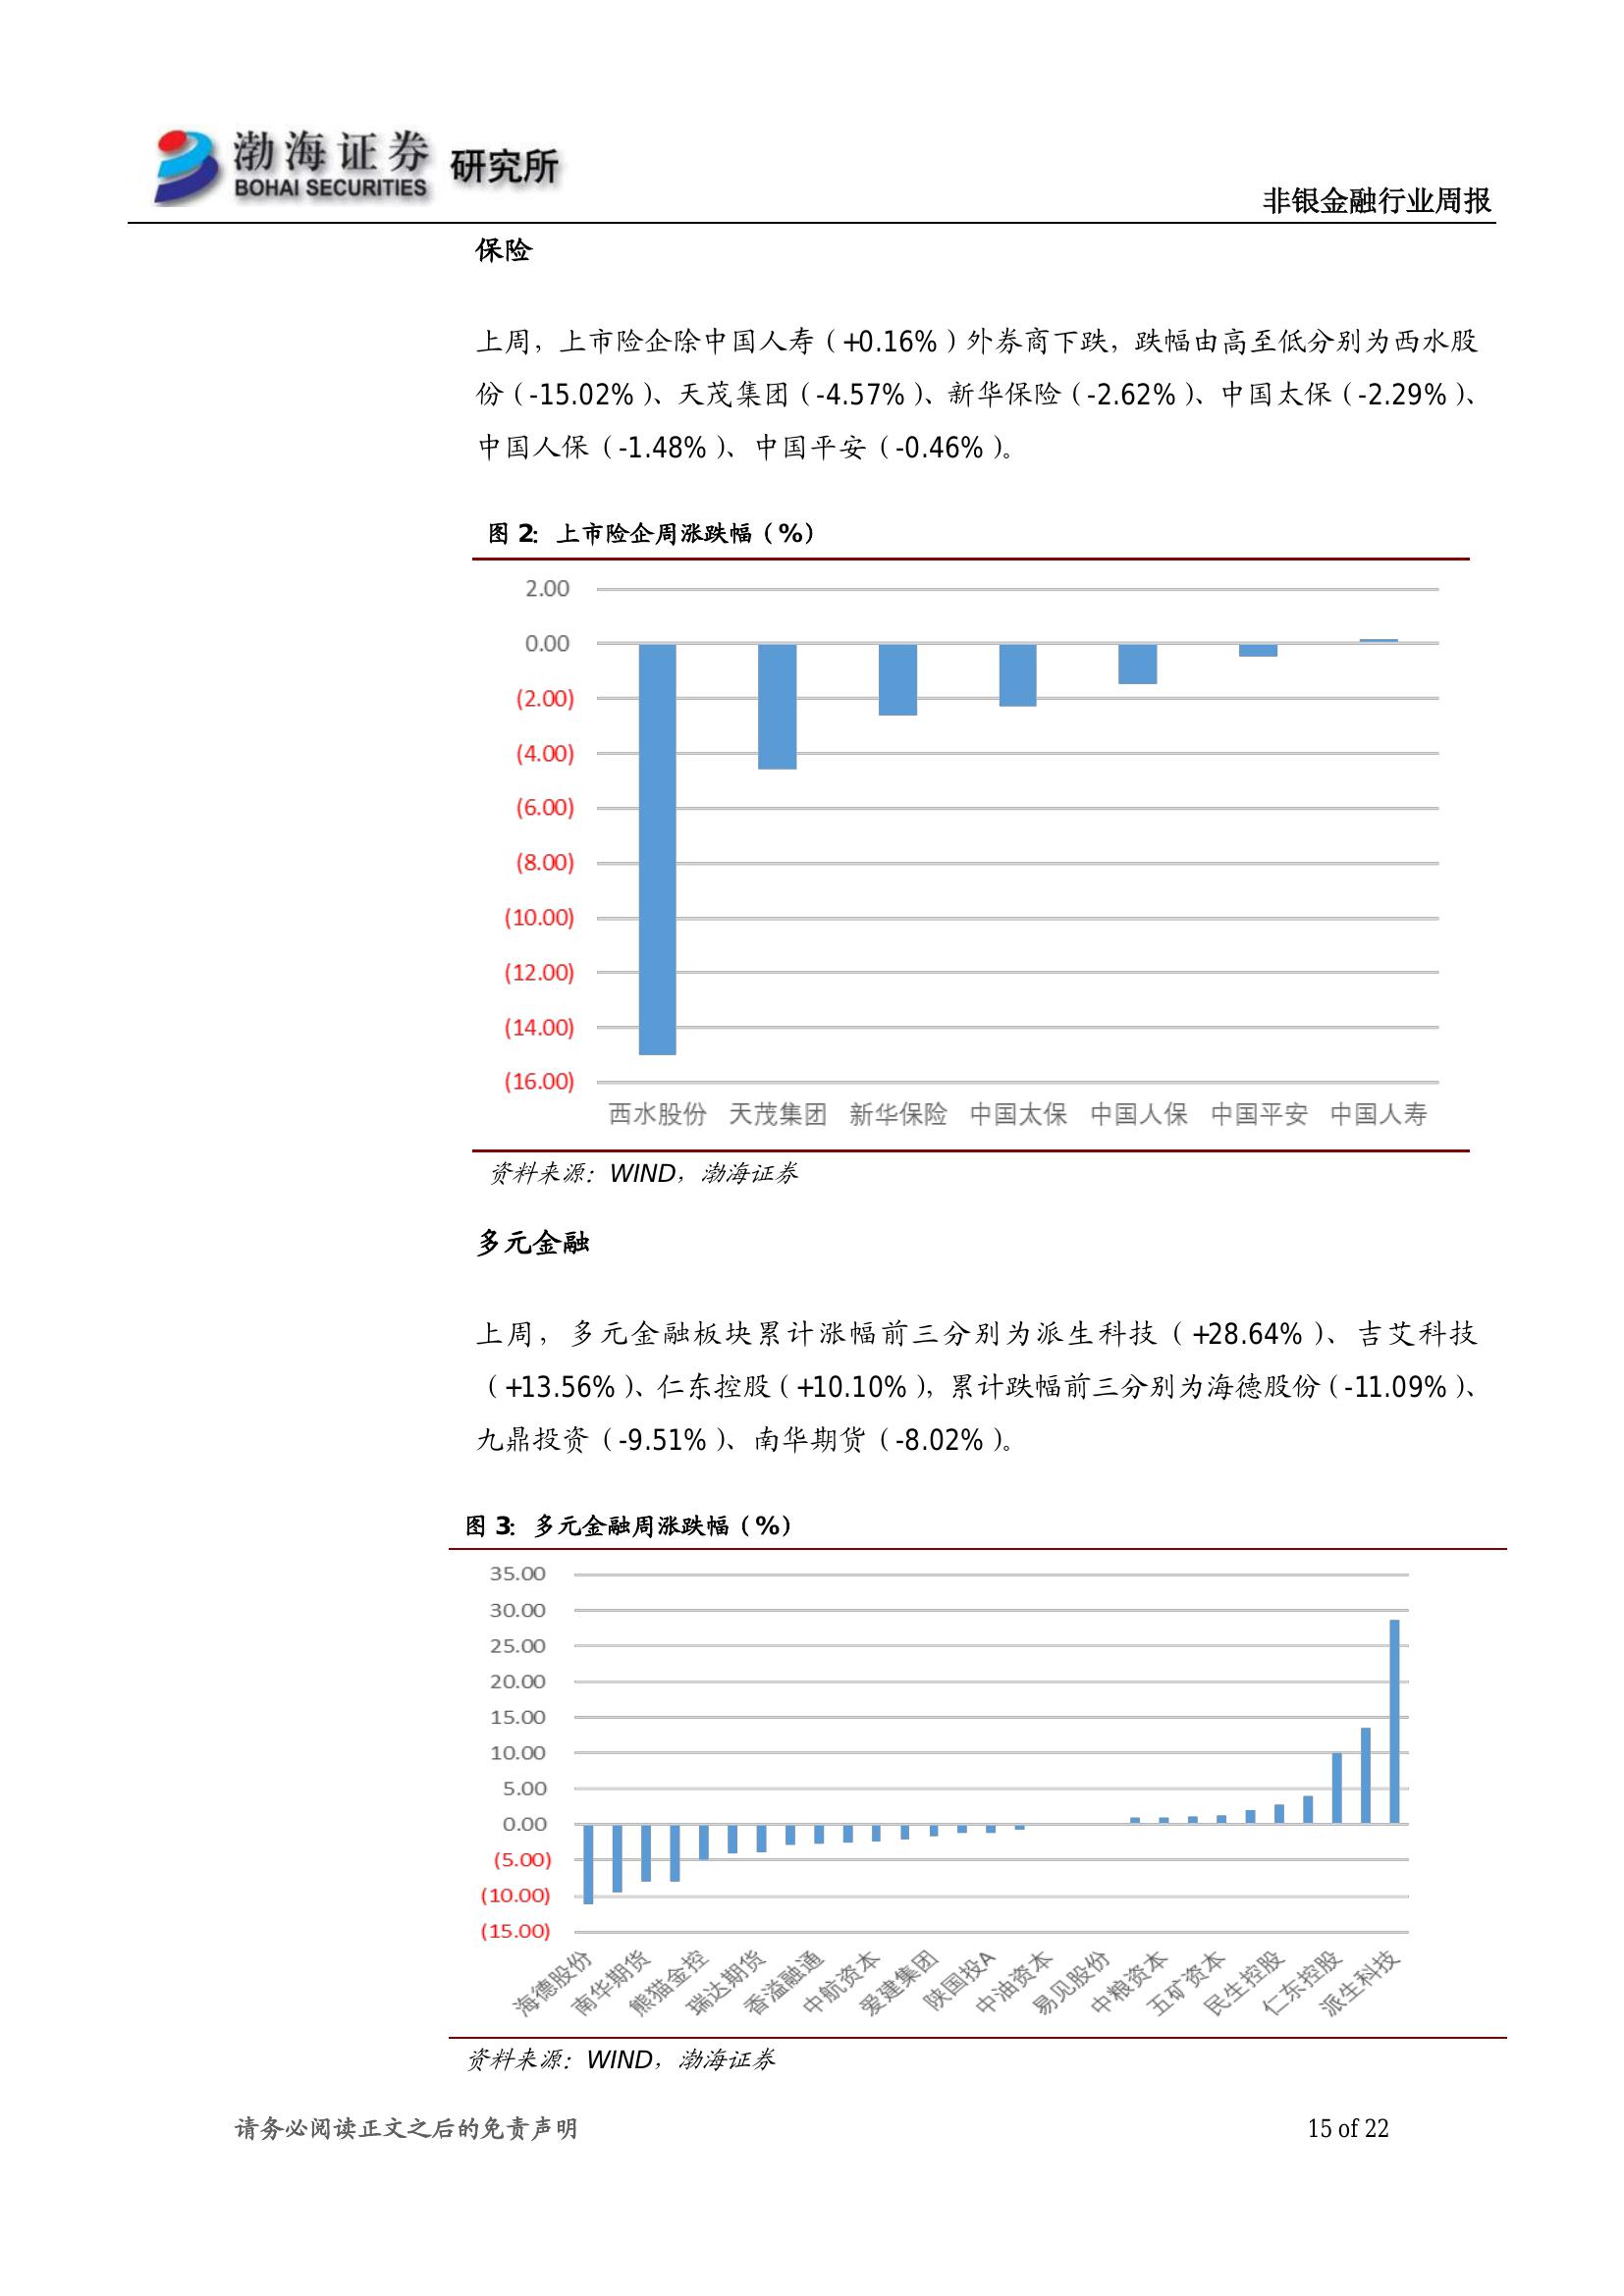 渤海证券 研究所
BOHAI SECURITIES
非银金融行业周报
保险
上周，上市险企除中国人寿（+0.16%）外券商下跌，跌幅由高至低分别为西水股
份（-15.02%）、天茂集团（-4.57%）、新华保险（-2.62%）、中国太保（-2.29%）、
中国人保（-1.48%）、中国平安（-0.46%）。
图 2：上市险企周涨跌幅（%）
2.00
0.00
(2.00)
(4.00)
(6.00)
(8.00)
(10.00)
(12.00)
(14.00)
(16.00)
西水股份 天茂集团 新华保险 中国太保 中国人保 中国平安 中国人寿
资料来源：WIND，渤海证券
多元金融
上周，多元金融板块累计涨幅前三分别为派生科技（+28.64%）、吉艾科技
（+13.56%）、仁东控股（+10.10%），累计跌幅前三分别为海德股份（-11.09%）、
九鼎投资（-9.51%）、南华期货（-8.02%）。
图 3：多元金融周涨跌幅（%）
35.00
30.00
25.00
20.00
15.00
10.00
5.00
0.00
(5.00)
(10.00)
(15.00)
海德股份 南华期货 熊猫金控 瑞达期货 香溢融通 中航资本 爱建集团 陕国投A 中油资本 易见股份 中粮资本 五矿资本 民生控股 仁东控股 派生科技
资料来源：WIND，渤海证券
请务必阅读正文之后的免责声明
15 of 22